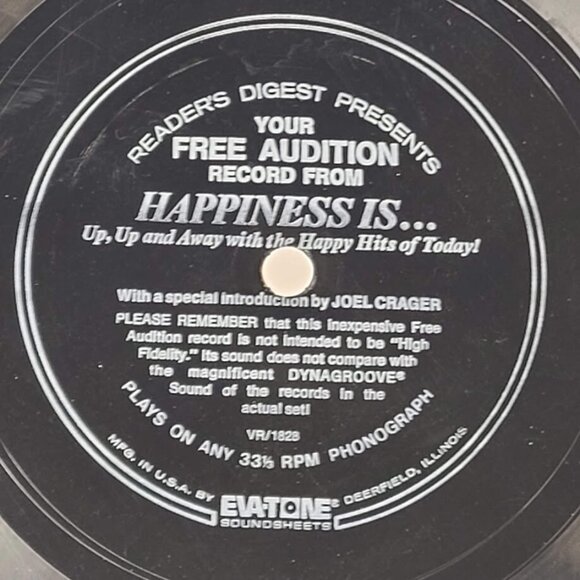 READER'S DIGEST PRESENTS
YOUR
FREE AUDITION
RECORD FROM
HAPPINESS IS...
Up, Up and Away with the Happy Hits of Today!
With a special introduction by JOEL CRAGER
PLEASE REMEMBER that this inexpensive Free
Audition record is not intended to be "High
Fidelity." Its sound does not compare with
the magnificent DYNAGROOVE®
Sound of the records in the
actual set!
VR/1828
PLAYS ON ANY 33⅓ RPM PHONOGRAPH
MFG. IN U.S.A. BY EVA-TONE® DEERFIELD, ILLINOIS
SOUNDSHEETS